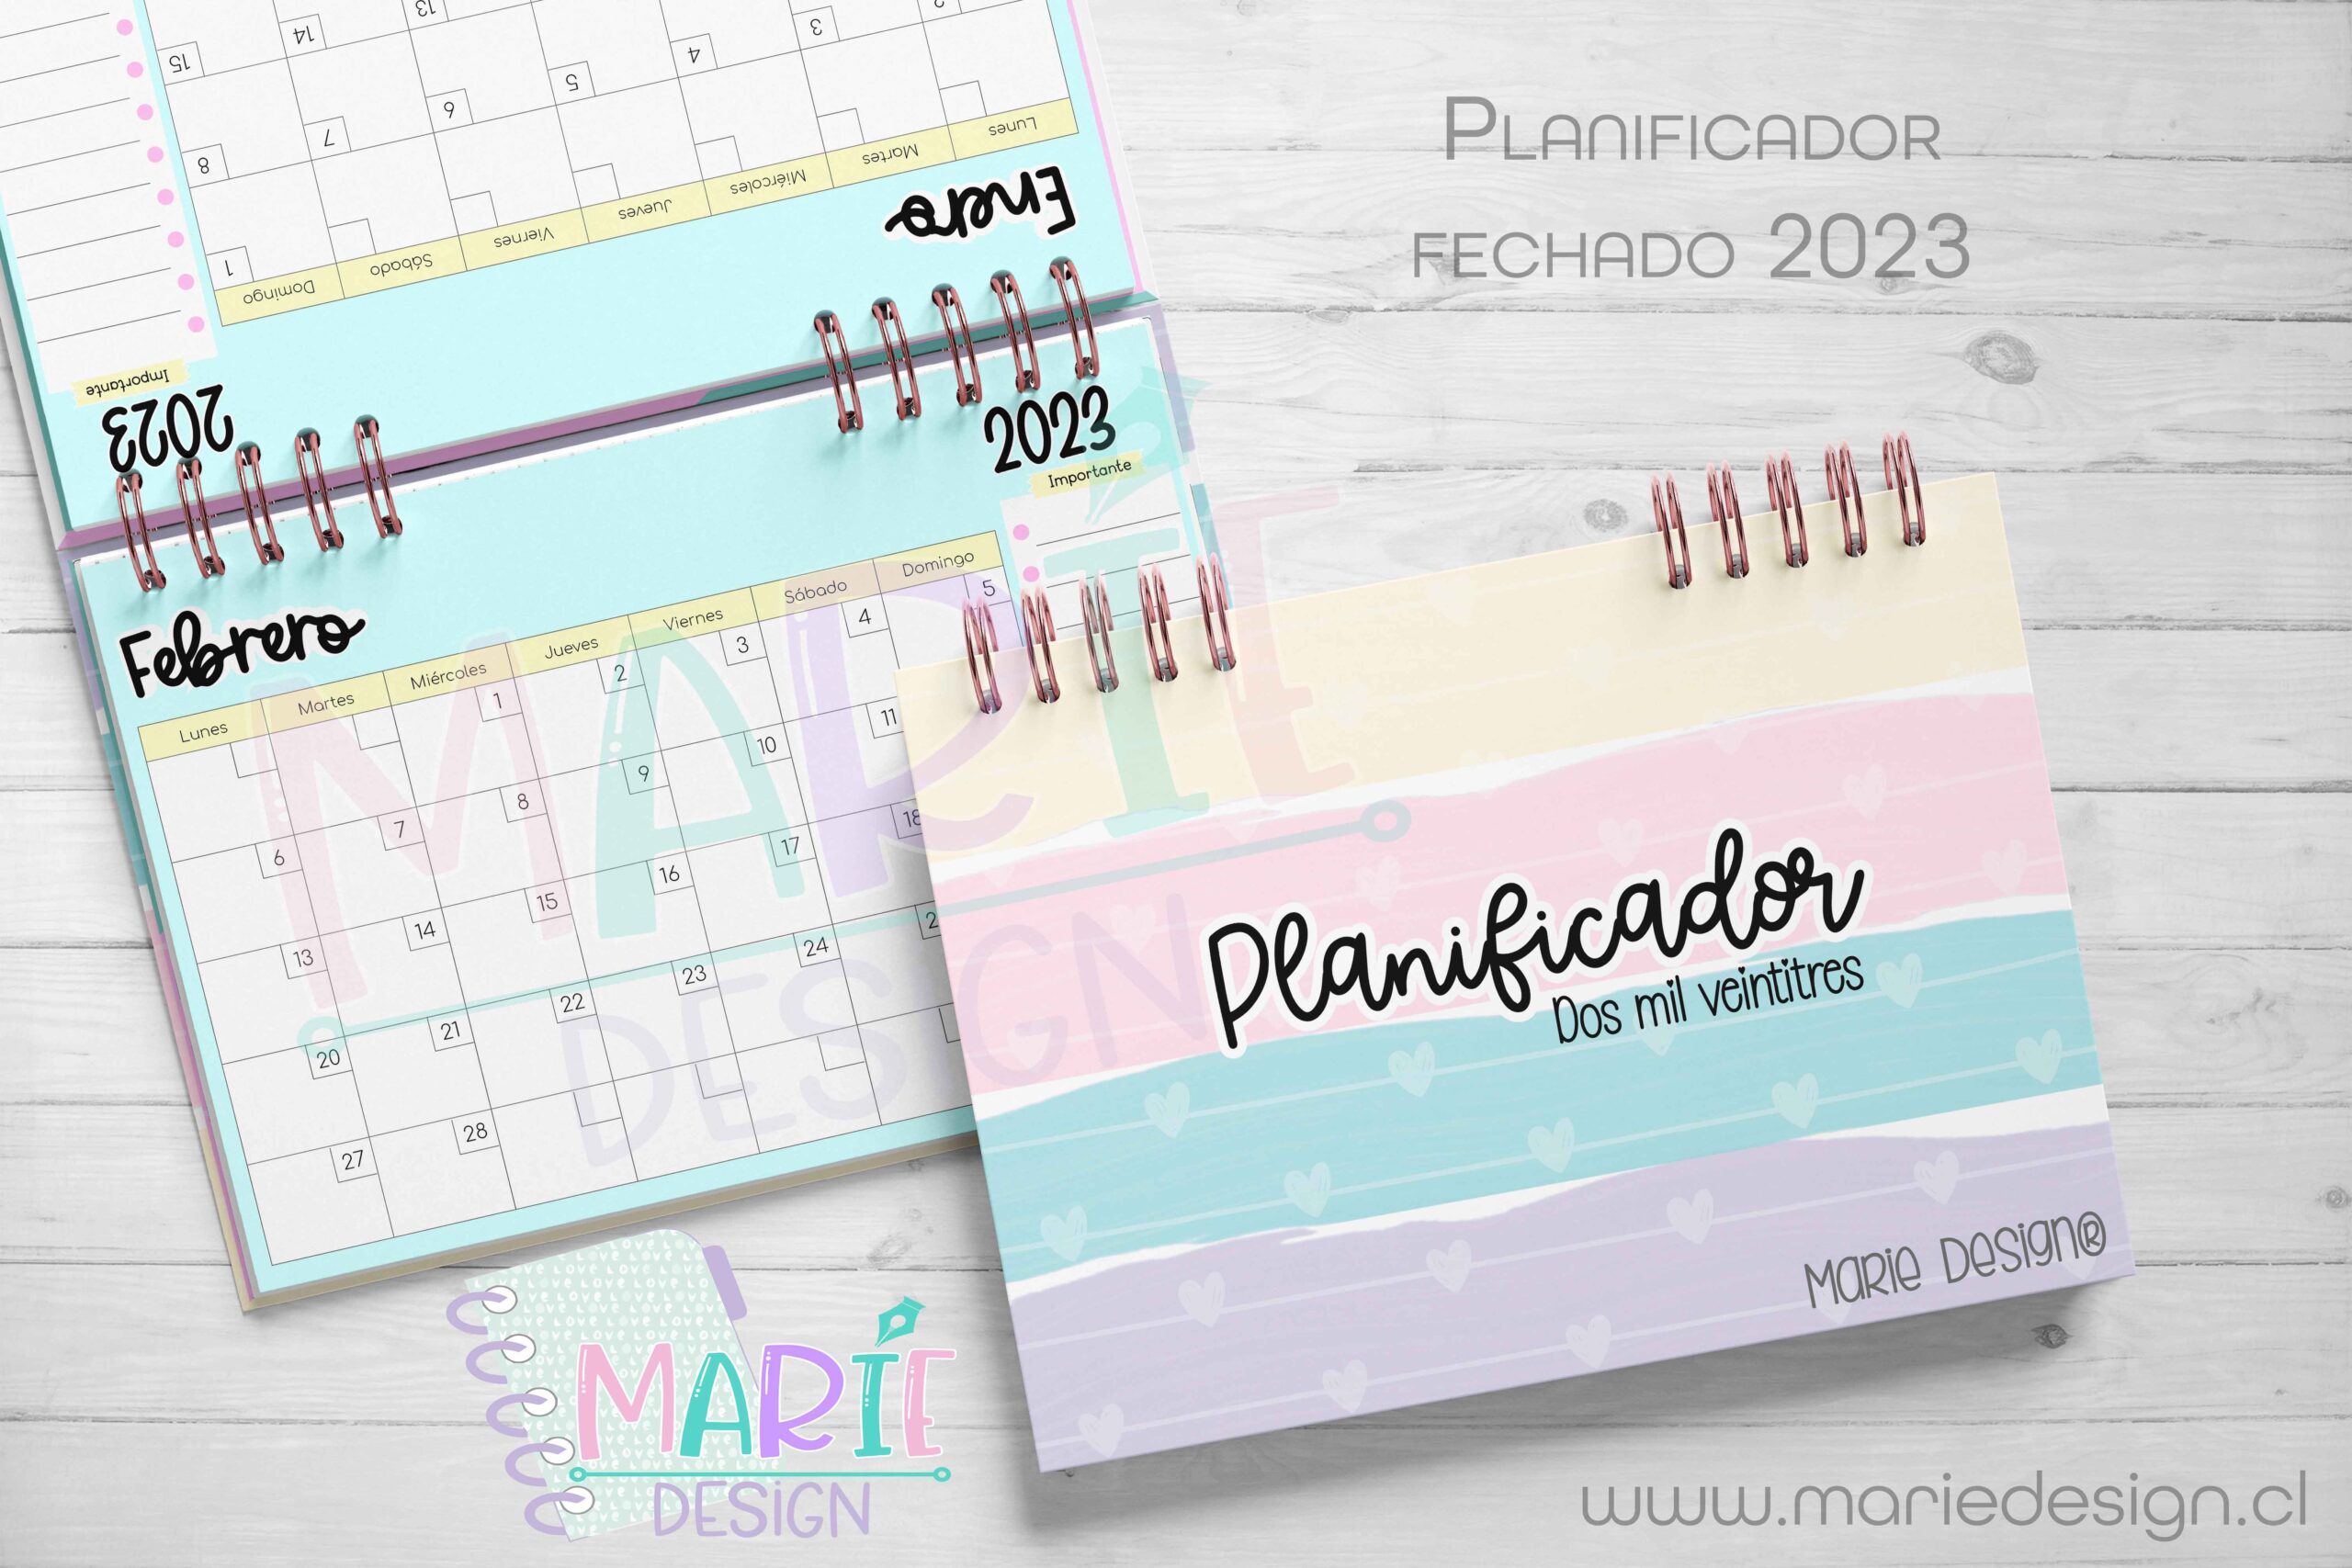 Planificador
fechado 2023
13
15 14
5 4 3 2
8 7 6
1
Domingo Sábado Viernes Jueves Miércoles Martes Lunes
Enero
Importante
2023
2023
Importante
Febrero
Lunes Martes Miércoles Jueves Viernes Sábado Domingo
1 2 3 4 5
6 7 8 9 10 11
13 14 15 16 17 18
20 21 22 23 24
27 28
MARIE
DESIGN
Planificador
Dos mil veintitres
Marie Design®
MARIE
DESIGN
www.mariedesign.cl